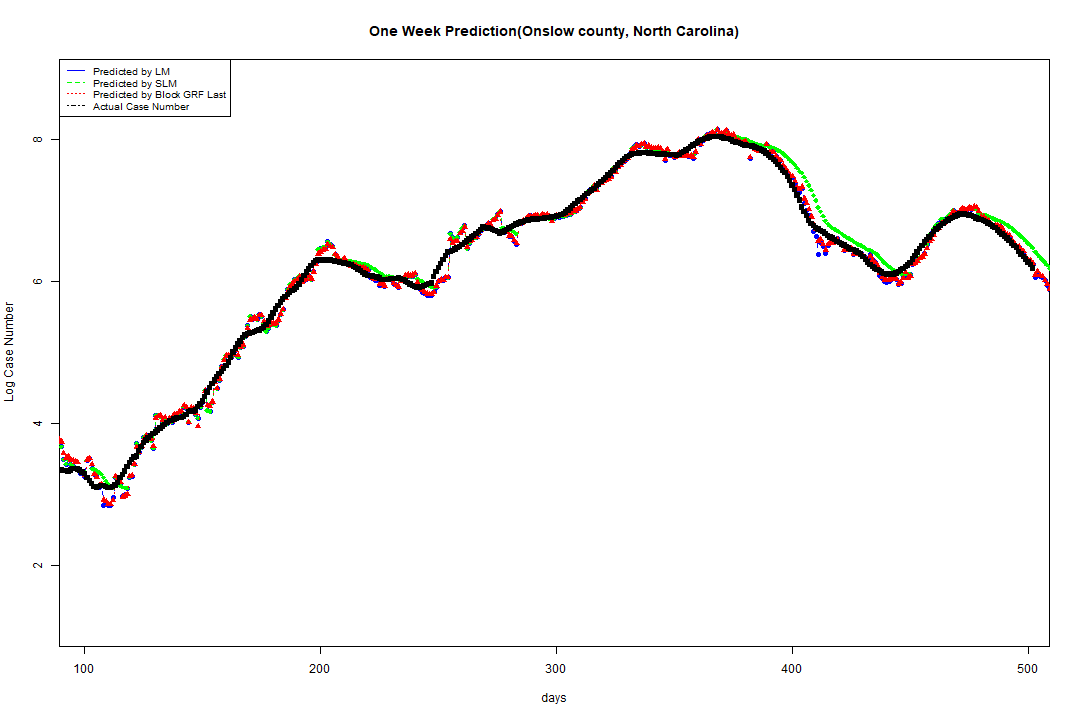 One Week Prediction(Onslow county, North Carolina)
Predicted by LM
Predicted by SLM
Predicted by Block GRF Last
Actual Case Number
8
6
4
2
Log Case Number
100 200 300 400 500
days